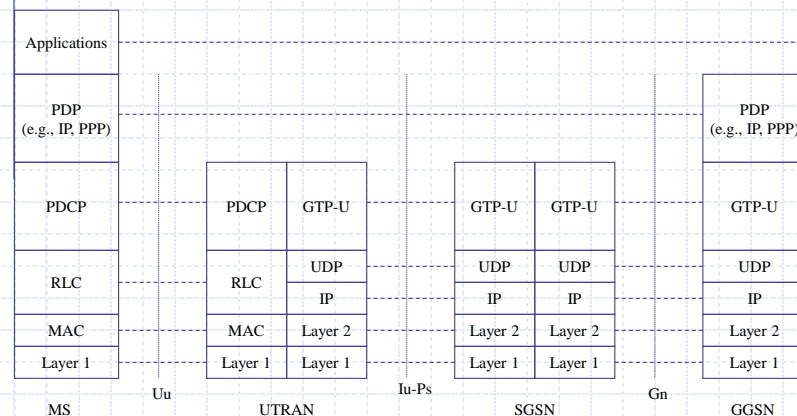 Applications
PDP
(e.g., IP, PPP)
PDP
(e.g., IP, PPP)
PDCP
PDCP
GTP-U
GTP-U
GTP-U
GTP-U
RLC
RLC
UDP
UDP
UDP
UDP
IP
IP
IP
IP
MAC
MAC
Layer 2
Layer 2
Layer 2
Layer 2
Layer 1
Layer 1
Layer 1
Layer 1
Layer 1
Layer 1
Uu
Iu-Ps
Gn
MS
UTRAN
SGSN
GGSN